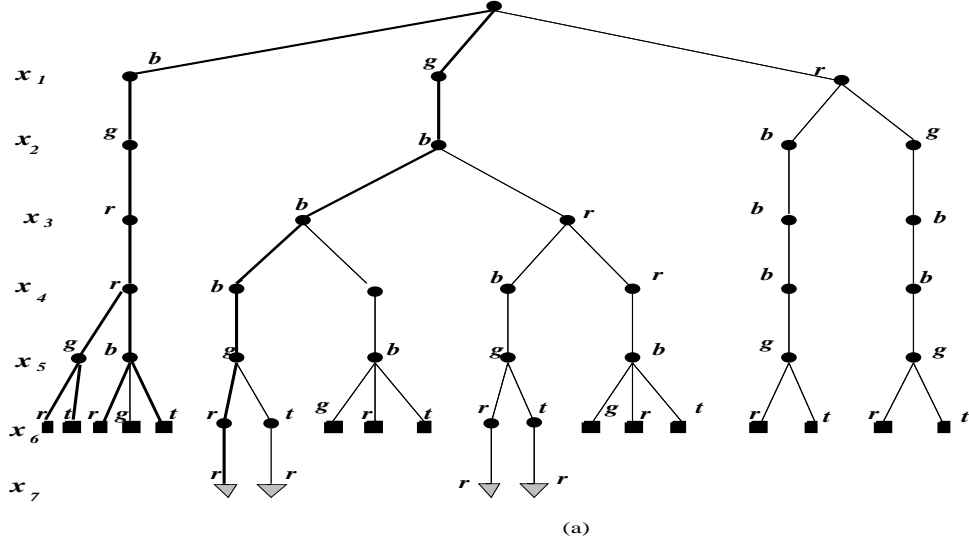 b g r
x 1
g b b g
x 2
r b r b b
x 3
r b b r b b
x 4
g b g b g b g g
x 5
r t r g t r t g r t r t g r t r t r t
x 6
r r r r
x 7
(a)